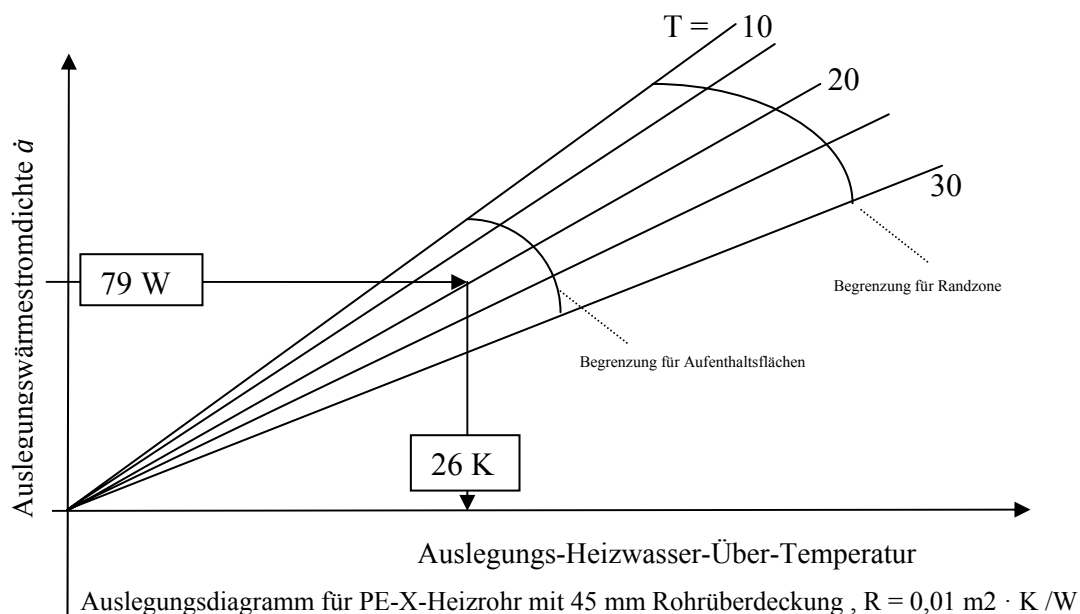 T = 10
20
30
Auslegungswärmestromdichte q̇
79 W
Begrenzung für Randzone
Begrenzung für Aufenthaltsflächen
26 K
Auslegungs-Heizwasser-Über-Temperatur
Auslegungsdiagramm für PE-X-Heizrohr mit 45 mm Rohrüberdeckung , R = 0,01 m2 · K /W